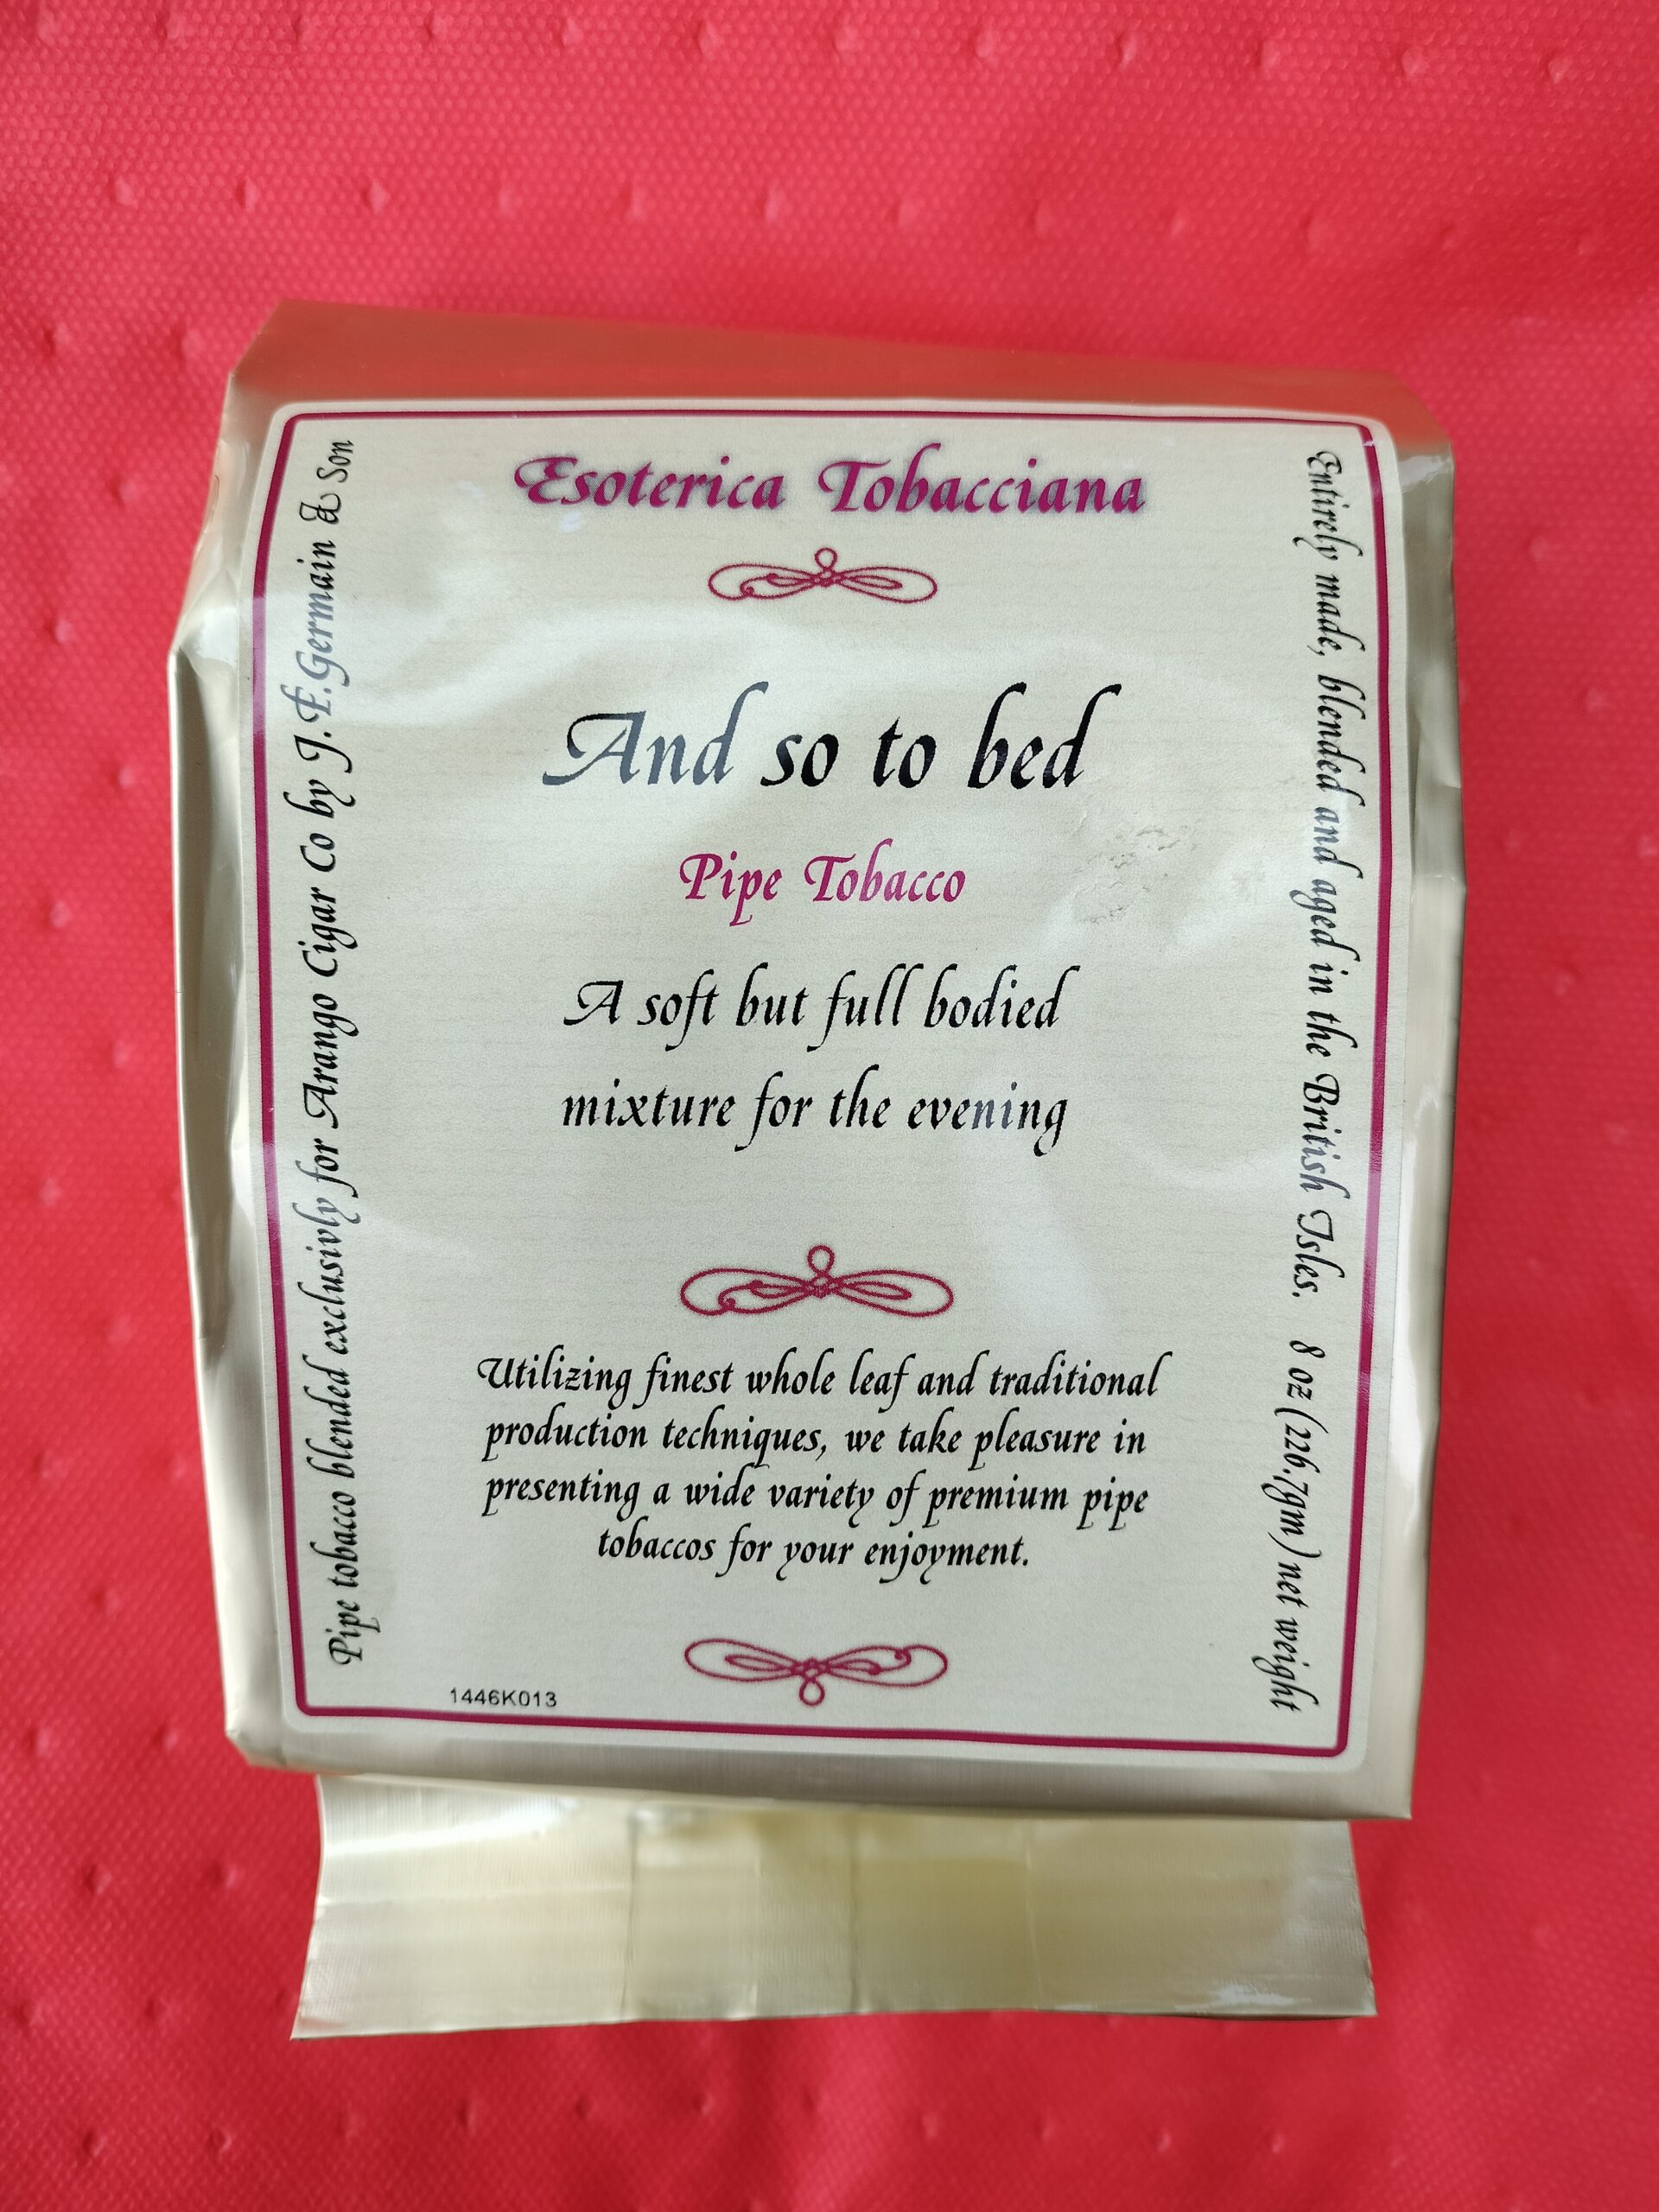 Esoterica Tobacciana
And so to bed
Pipe Tobacco
A soft but full bodied
mixture for the evening
Utilizing finest whole leaf and traditional
production techniques, we take pleasure in
presenting a wide variety of premium pipe
tobaccos for your enjoyment.
1446K013
Pipe tobacco blended exclusivly for Arango Cigar Co by J.F.Germain & Son
Entirely made, blended and aged in the British Isles. 8 oz (226.7gm) net weight